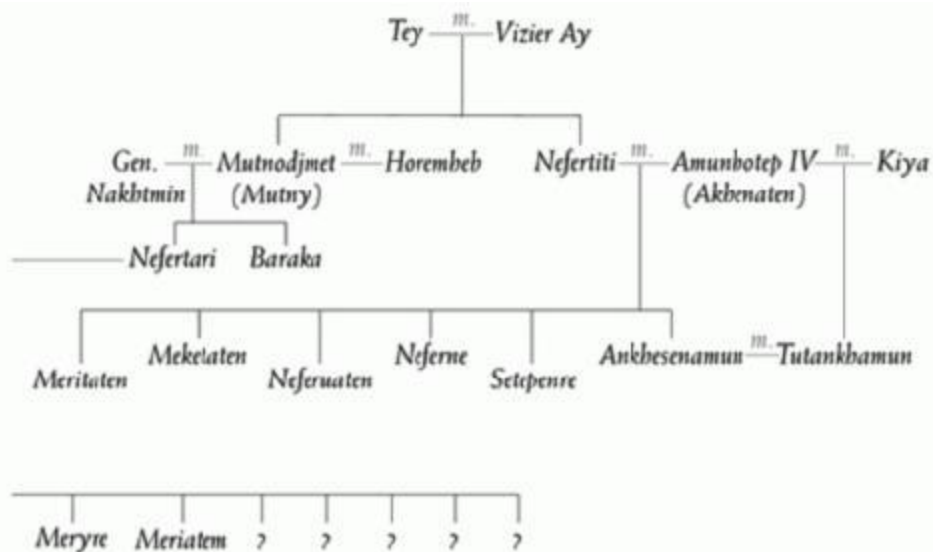 Tey m. Vizier Ay
Gen. m. Mutnodjmet m. Horemheb Nefertiti m. Amunhotep IV m. Kiya
Nakhtmin (Mutny) (Akhenaten)
Nefertari Baraka
Meritaten Meketaten Neferuaten Neferne Setepenre Ankhesenamun m. Tutankhamun
Meryre Meriatem ? ? ? ? ?